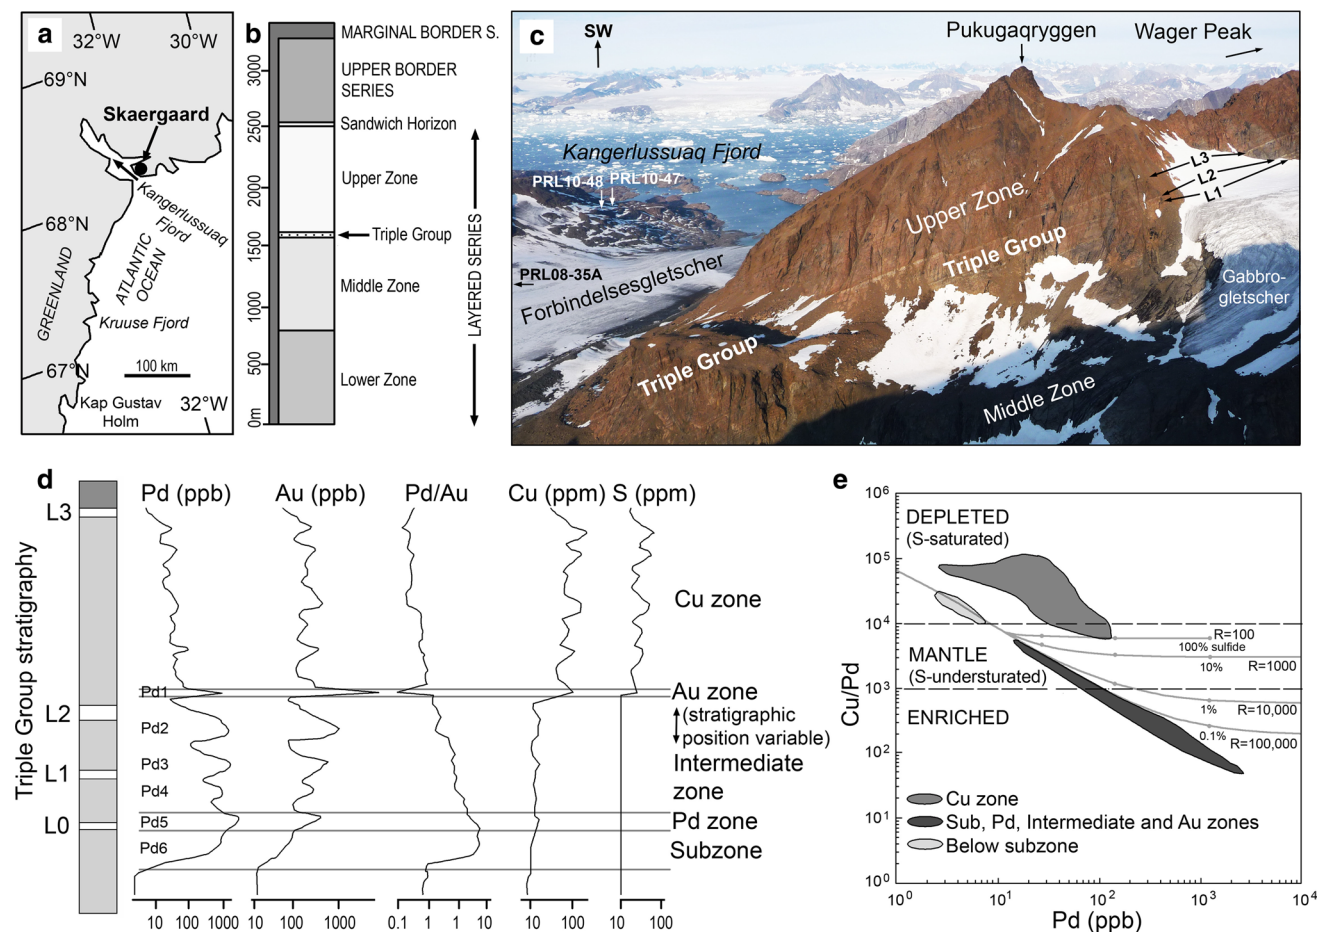 a
32°W
30°W
69°N
Skaergaard
Kangerlussuaq
Fjord
68°N
ATLANTIC
OCEAN
GREENLAND
Kruuse Fjord
100 km
67°N
Kap Gustav
Holm
32°W
b
MARGINAL BORDER S.
3000
UPPER BORDER
SERIES
2500
Sandwich Horizon
Upper Zone
2000
Triple Group
1500
Middle Zone
1000
500
Lower Zone
0m
LAYERED SERIES
c
SW
Pukugaqryggen
Wager Peak
Kangerlussuaq Fjord
PRL10-48
PRL10-47
L3
L2
L1
Upper Zone
Triple Group
PRL08-35A
Forbindelsesgletscher
Gabbro-
gletscher
Triple Group
Middle Zone
d
Pd (ppb)
Au (ppb)
Pd/Au
Cu (ppm)
S (ppm)
Triple Group stratigraphy
L3
L2
L1
L0
Pd1
Pd2
Pd3
Pd4
Pd5
Pd6
Cu zone
Au zone
(stratigraphic
position variable)
Intermediate
zone
Pd zone
Subzone
10 100 1000
10 100 1000
0.1 1 1 10
10 100
10 100
e
Cu/Pd
10⁶
10⁵
10⁴
10³
10²
10¹
10⁰
DEPLETED
(S-saturated)
MANTLE
(S-understurated)
ENRICHED
R=100
100% sulfide
10%
R=1000
1%
R=10,000
0.1%
R=100,000
Cu zone
Sub, Pd, Intermediate and Au zones
Below subzone
10⁰ 10¹ 10² 10³ 10⁴
Pd (ppb)